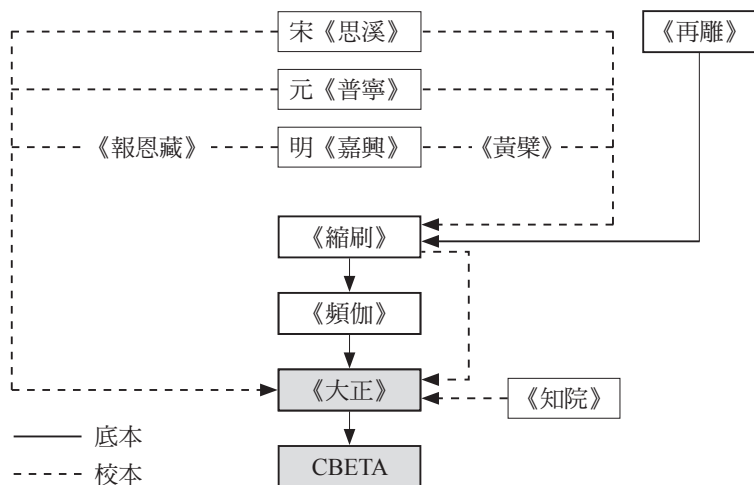 宋《思溪》
《再雕》
元《普寧》
《報恩藏》
明《嘉興》
《黃檗》
《縮刷》
《頻伽》
《大正》
《知院》
底本
CBETA
校本